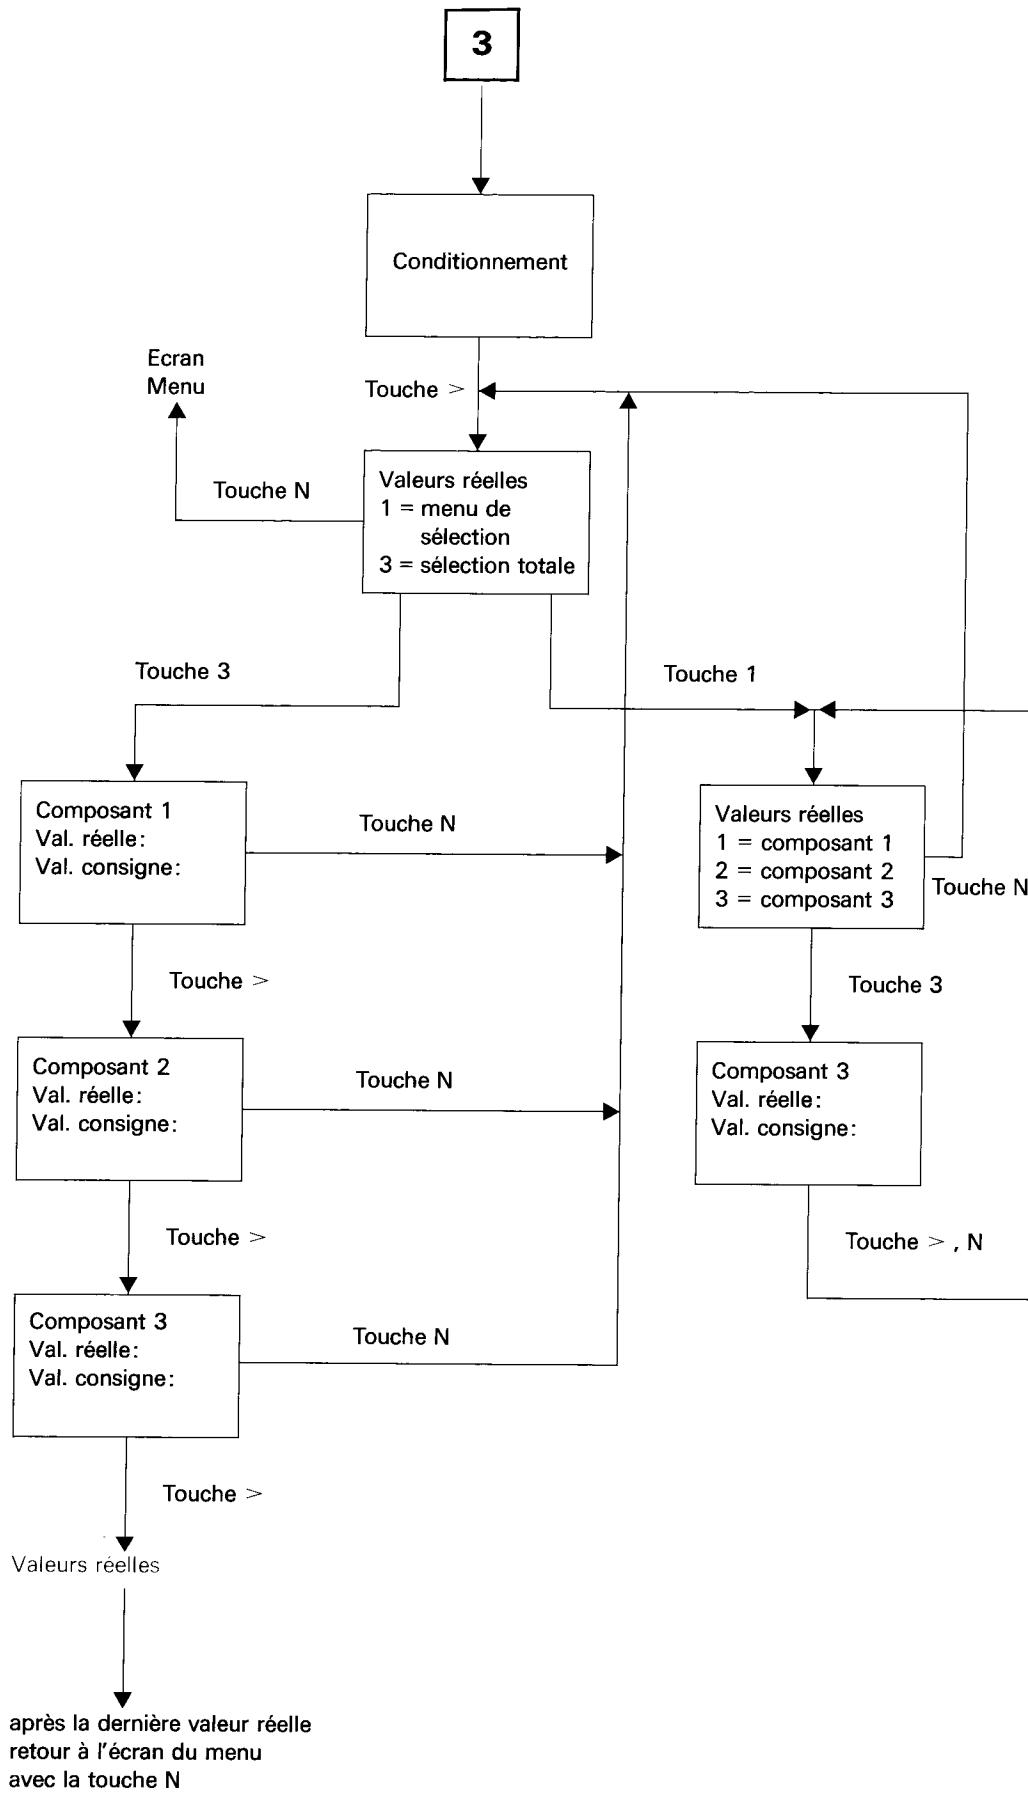 3
Conditionnement
Ecran
Menu
Touche >
Touche N
Valeurs réelles
1 = menu de
sélection
3 = sélection totale
Touche 3
Touche 1
Composant 1
Val. réelle:
Val. consigne:
Touche N
Valeurs réelles
1 = composant 1
2 = composant 2
3 = composant 3
Touche N
Touche >
Touche 3
Composant 2
Val. réelle:
Val. consigne:
Touche N
Composant 3
Val. réelle:
Val. consigne:
Touche >
Touche > , N
Composant 3
Val. réelle:
Val. consigne:
Touche N
Touche >
Valeurs réelles
après la dernière valeur réelle
retour à l'écran du menu
avec la touche N